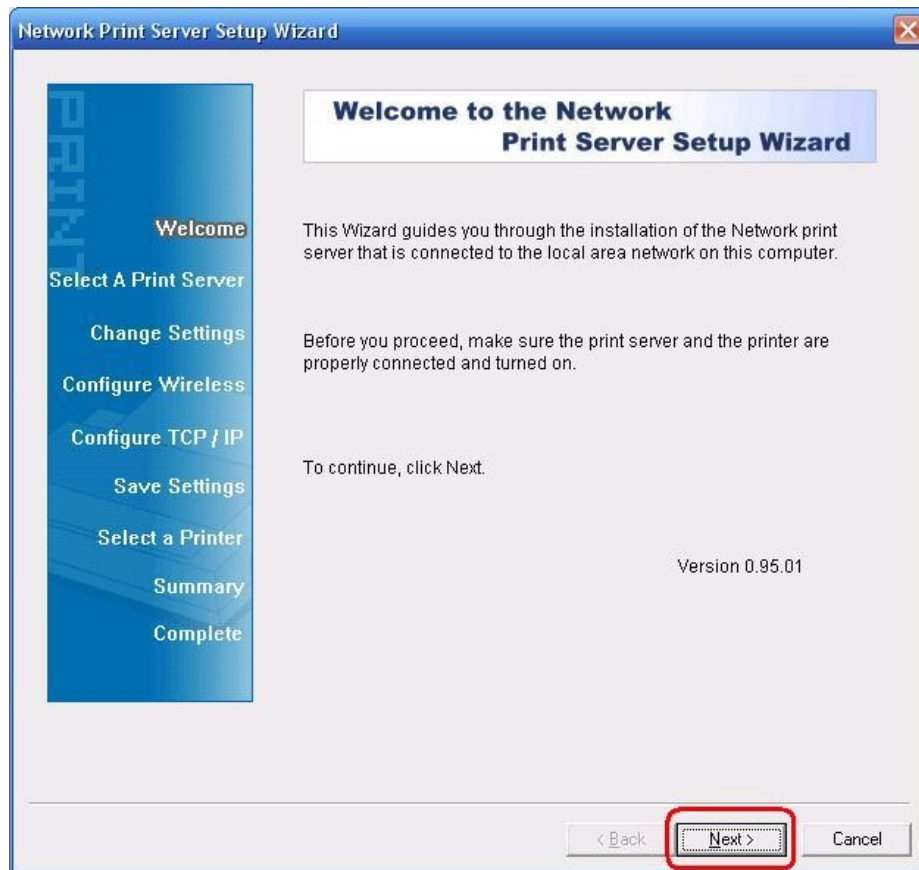 Network Print Server Setup Wizard
PRINT
Welcome
Select A Print Server
Change Settings
Configure Wireless
Configure TCP / IP
Save Settings
Select a Printer
Summary
Complete
Welcome to the Network
Print Server Setup Wizard
This Wizard guides you through the installation of the Network print
server that is connected to the local area network on this computer.
Before you proceed, make sure the print server and the printer are
properly connected and turned on.
To continue, click Next.
Version 0.95.01
< Back
Next >
Cancel